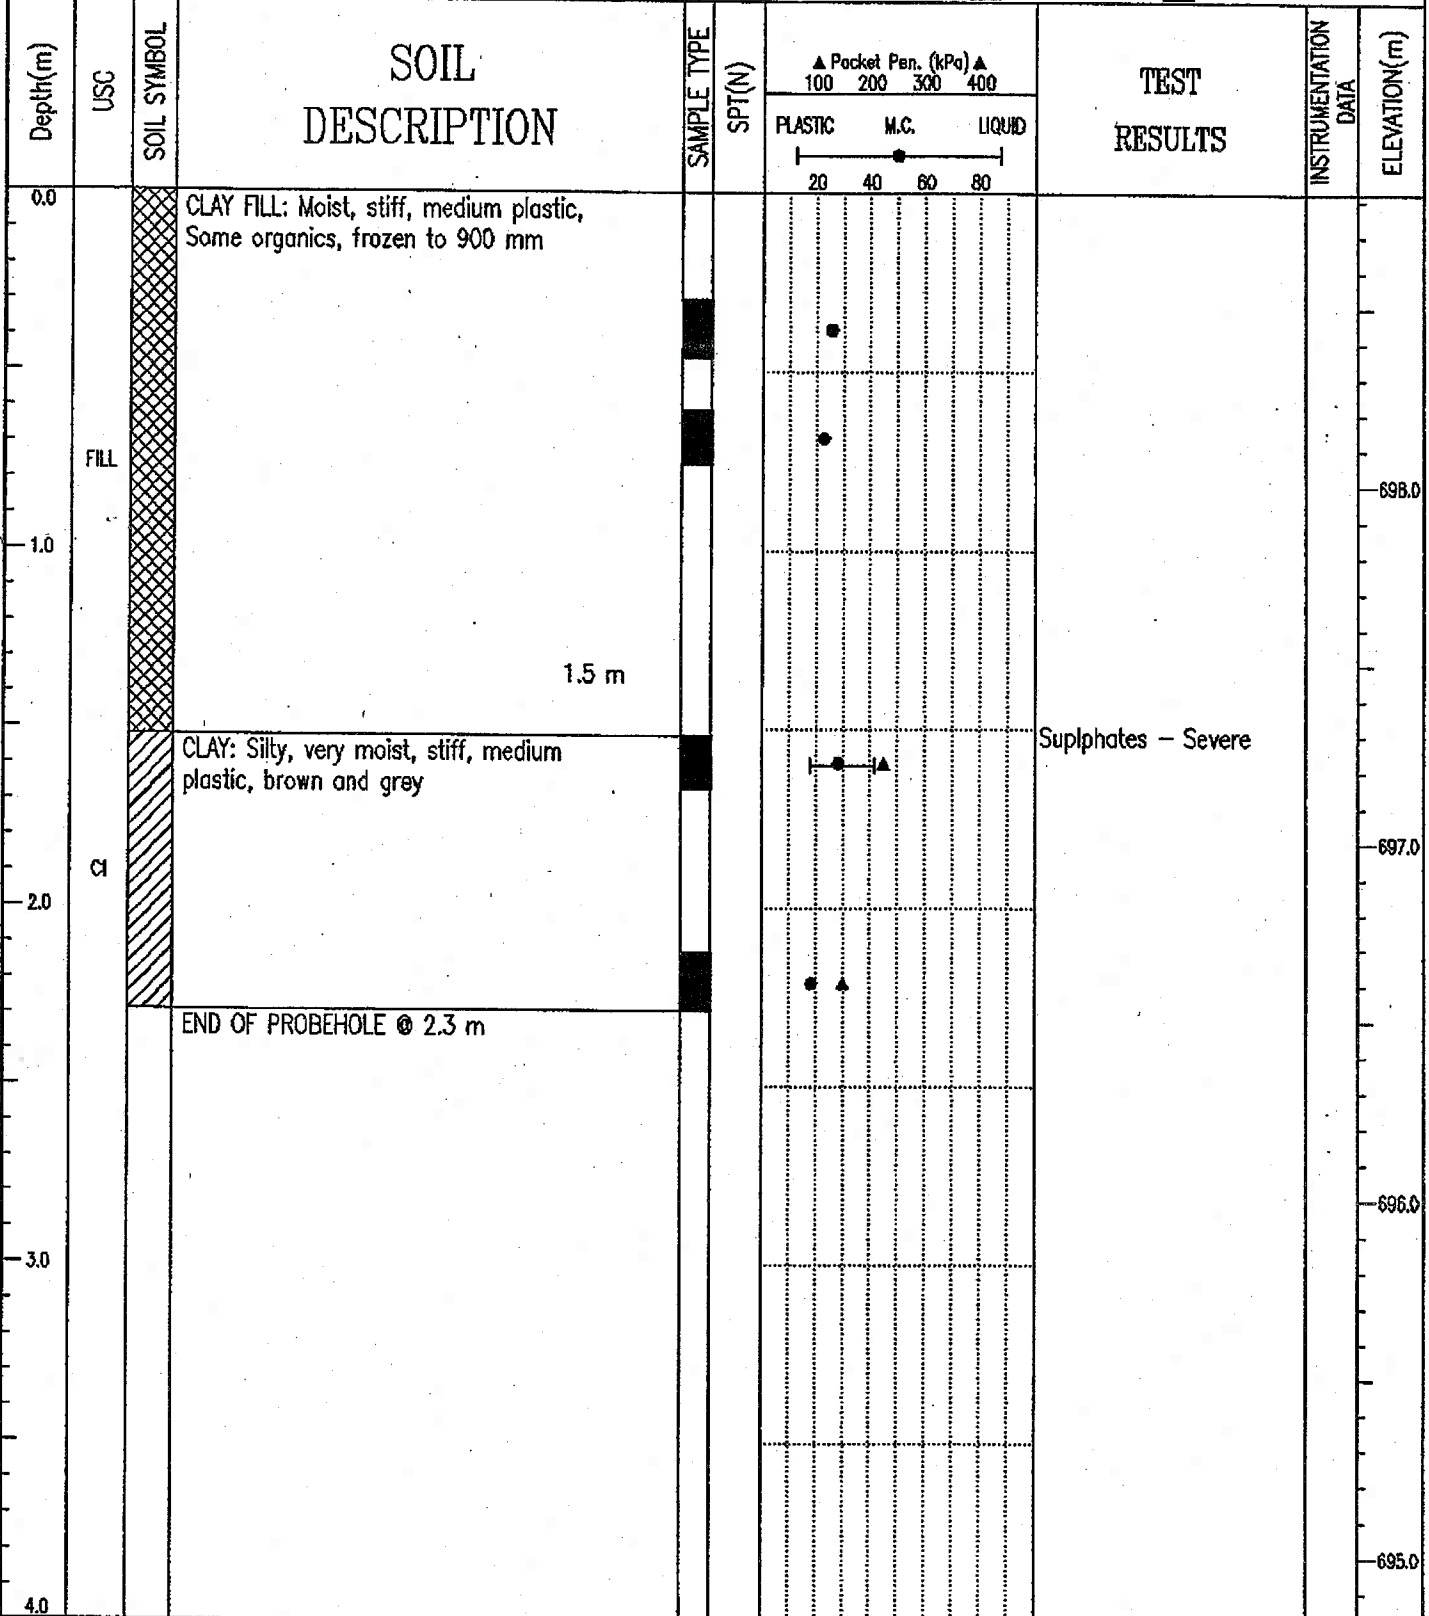 Depth(m)
USC
SOIL SYMBOL
SOIL
DESCRIPTION
SAMPLE TYPE
SPT(N)
▲ Pocket Pen. (kPa) ▲
100 200 300 400
PLASTIC M.C. LIQUID
20 40 60 80
TEST
RESULTS
INSTRUMENTATION
DATA
ELEVATION(m)
0.0
CLAY FILL: Moist, stiff, medium plastic,
Some organics, frozen to 900 mm
FILL
698.0
1.0
1.5 m
CLAY: Silty, very moist, stiff, medium
plastic, brown and grey
Suplphates – Severe
697.0
CI
2.0
END OF PROBEHOLE @ 2.3 m
696.0
3.0
695.0
4.0